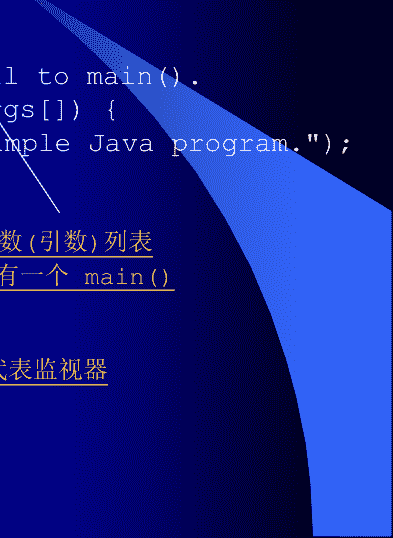 l to main().
gs[]) {
mple Java program.");
数(引数)列表
有一个 main()
代表监视器